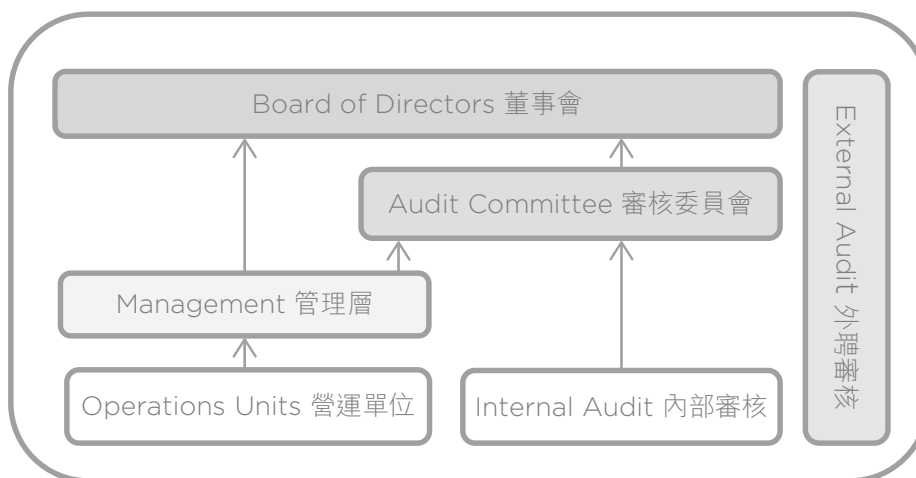 Board of Directors 董事會
Audit Committee 審核委員會
Management 管理層
Operations Units 營運單位
Internal Audit 內部審核
External Audit 外聘審核